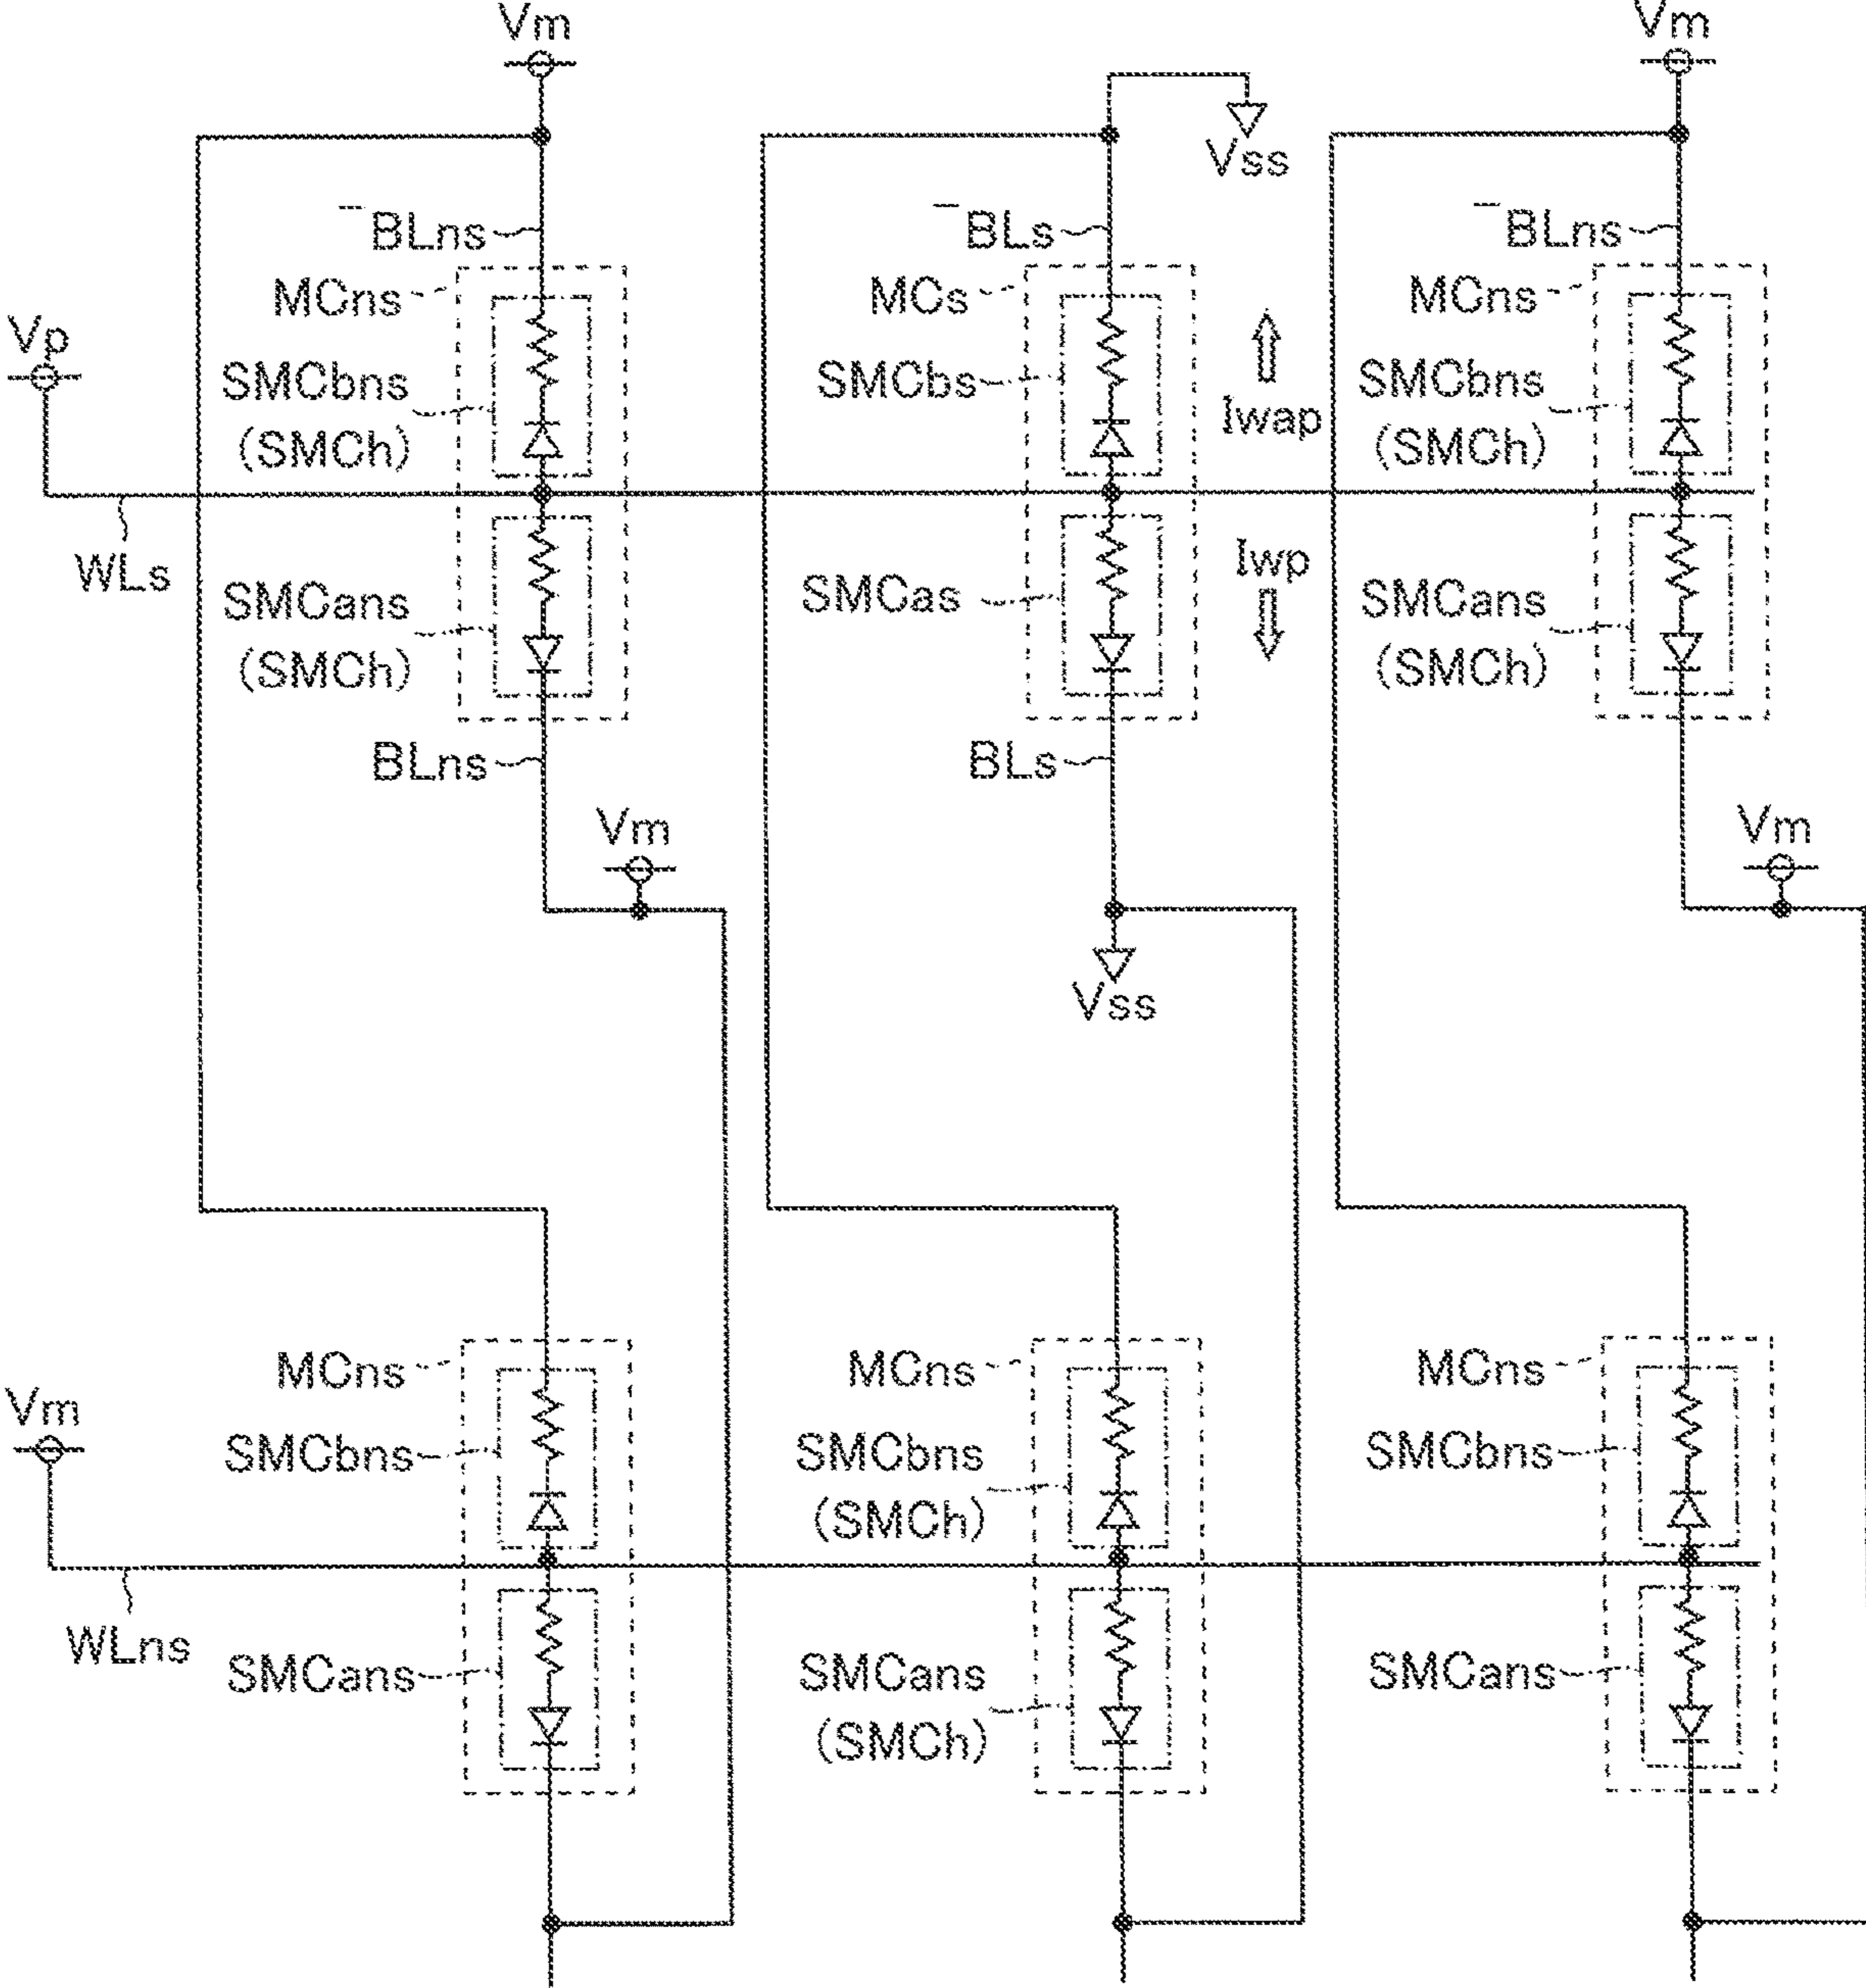 Vm
Vm
Vss
‾BLns
‾BLs
‾BLns
MCns
MCs
MCns
Vp
SMCbns
(SMCh)
SMCbs
Iwap
SMCbns
(SMCh)
WLs
SMCans
(SMCh)
SMCas
Iwp
SMCans
(SMCh)
BLns
BLs
Vm
Vm
Vss
MCns
MCns
MCns
Vm
SMCbns
SMCbns
(SMCh)
SMCbns
WLns
SMCans
SMCans
(SMCh)
SMCans